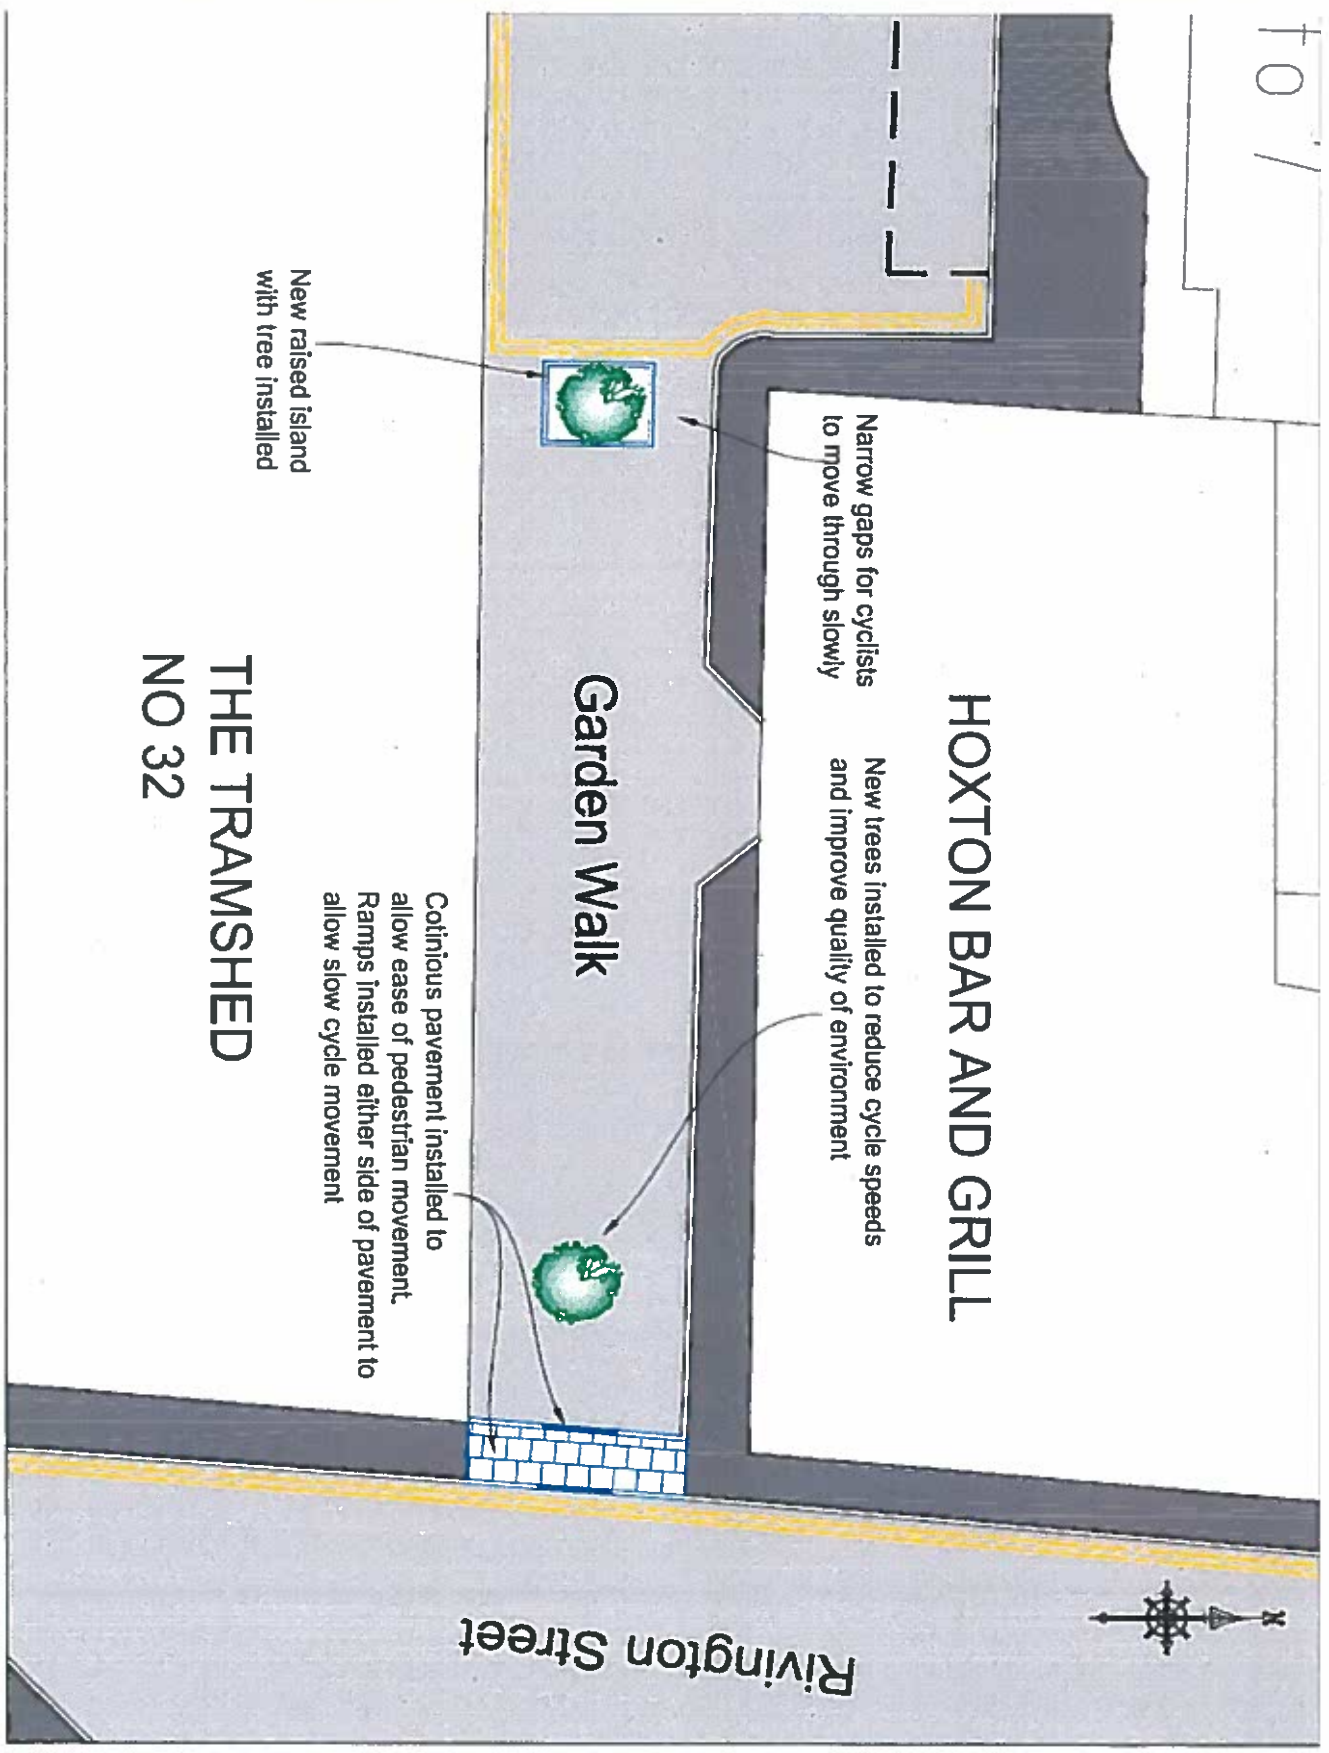 to 7
HOXTON BAR AND GRILL
Narrow gaps for cyclists
to move through slowly
New trees installed to reduce cycle speeds
and improve quality of environment
Garden Walk
New raised island
with tree installed
Cotinious pavement installed to
allow ease of pedestrian movement.
Ramps installed either side of pavement to
allow slow cycle movement
THE TRAMSHED
NO 32
Rivington Street
N